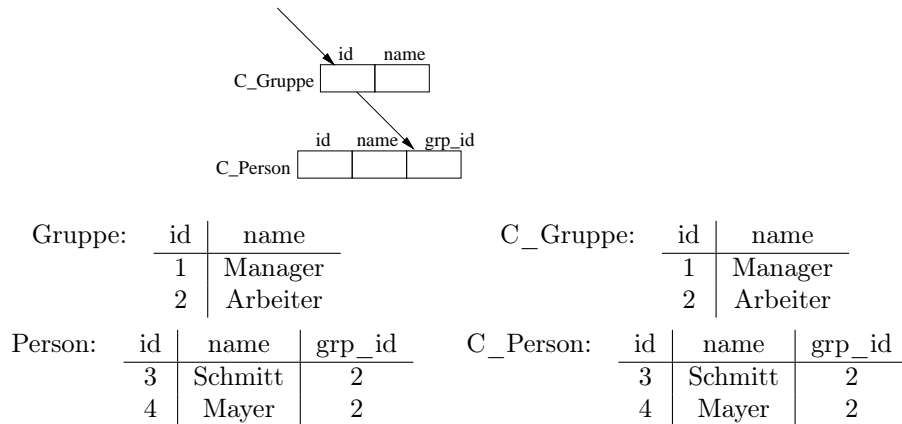 id name
C_Gruppe
id name grp_id
C_Person
Gruppe: id name
1 Manager
2 Arbeiter
C_Gruppe: id name
1 Manager
2 Arbeiter
Person: id name grp_id
3 Schmitt 2
4 Mayer 2
C_Person: id name grp_id
3 Schmitt 2
4 Mayer 2